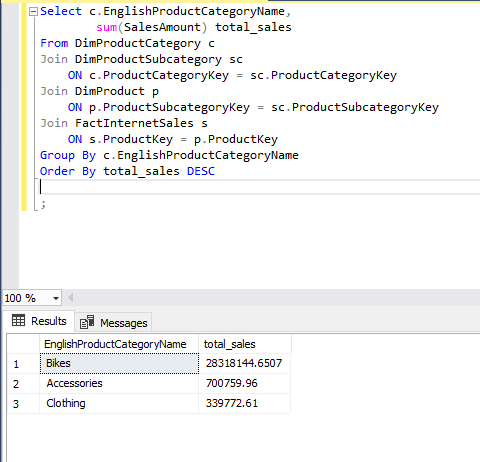 Select c.EnglishProductCategoryName,
sum(SalesAmount) total_sales
From DimProductCategory c
Join DimProductSubcategory sc
ON c.ProductCategoryKey = sc.ProductCategoryKey
Join DimProduct p
ON p.ProductSubcategoryKey = sc.ProductSubcategoryKey
Join FactInternetSales s
ON s.ProductKey = p.ProductKey
Group By c.EnglishProductCategoryName
Order By total_sales DESC
;
100 %
Results Messages
EnglishProductCategoryName total_sales
1 Bikes 28318144.6507
2 Accessories 700759.96
3 Clothing 339772.61